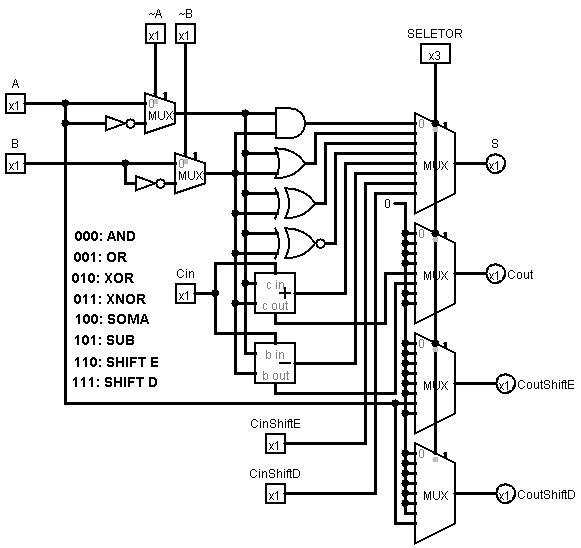 ~A ~B
x1 x1
SELETOR
x3
A
x1
0
MUX
0
B
x1
0
MUX
MUX
S
x1
0
0
000: AND
001: OR
010: XOR
011: XNOR
100: SOMA
101: SUB
110: SHIFT E
111: SHIFT D
Cin
x1
c in
+
c out
MUX
x1 Cout
b in
−
b out
0
MUX
x1 CoutShiftE
CinShiftE
x1
0
CinShiftD
x1
MUX
x1 CoutShiftD